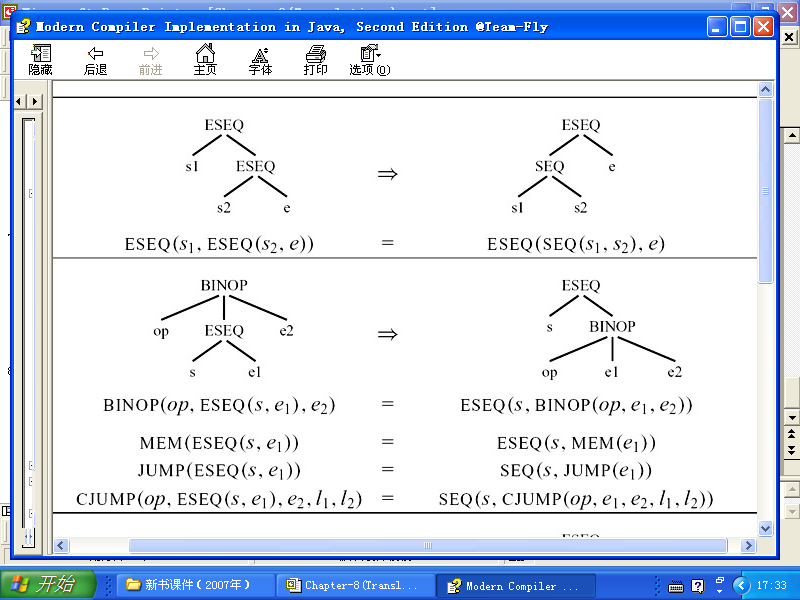 Modern Compiler Implementation in Java, Second Edition @Team-Fly
隐藏 后退 前进 主页 字体 打印 选项(O)
ESEQ ESEQ
s1 ESEQ ⇒ SEQ e
s2 e s1 s2
ESEQ(s1, ESEQ(s2, e)) = ESEQ(SEQ(s1, s2), e)
BINOP ESEQ
op ESEQ e2 ⇒ s BINOP
s e1 op e1 e2
BINOP(op, ESEQ(s, e1), e2) = ESEQ(s, BINOP(op, e1, e2))
MEM(ESEQ(s, e1)) = ESEQ(s, MEM(e1))
JUMP(ESEQ(s, e1)) = SEQ(s, JUMP(e1))
CJUMP(op, ESEQ(s, e1), e2, l1, l2) = SEQ(s, CJUMP(op, e1, e2, l1, l2))
开始 新书课件(2007年) Chapter-8(Transl... Modern Compiler ... 17:33